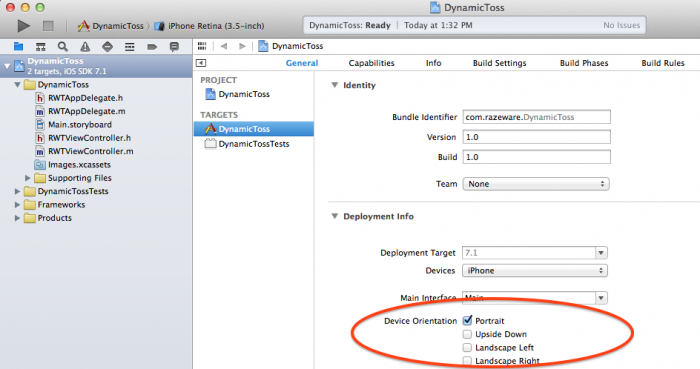 DynamicToss
DynamicToss 〉 iPhone Retina (3.5-inch)
DynamicToss: Ready | Today at 1:32 PM
No Issues
DynamicToss
2 targets, iOS SDK 7.1
DynamicToss
h RWTAppDelegate.h
m RWTAppDelegate.m
Main.storyboard
h RWTViewController.h
m RWTViewController.m
Images.xcassets
Supporting Files
DynamicTossTests
Frameworks
Products
DynamicToss
General Capabilities Info Build Settings Build Phases Build Rules
PROJECT
DynamicToss
TARGETS
DynamicToss
DynamicTossTests
Identity
Bundle Identifier com.razeware.DynamicToss
Version 1.0
Build 1.0
Team None
Deployment Info
Deployment Target 7.1
Devices iPhone
Main Interface Main
Device Orientation Portrait
Upside Down
Landscape Left
Landscape Right